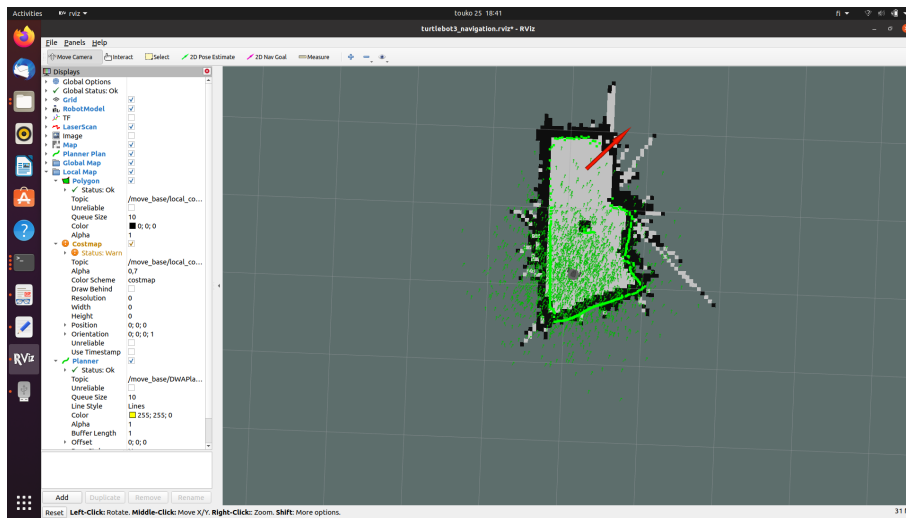 Activities
RViz rviz
touko 25 18:41
fi
turtlebot3_navigation.rviz* - RViz
File Panels Help
Move Camera Interact Select 2D Pose Estimate 2D Nav Goal Measure
Displays
Global Options
Global Status: Ok
Grid
RobotModel
TF
LaserScan
Image
Map
Planner Plan
Global Map
Local Map
Polygon
Status: Ok
Topic /move_base/local_co...
Unreliable
Queue Size 10
Color 0; 0; 0
Alpha 1
Costmap
Status: Warn
Topic /move_base/local_co...
Alpha 0,7
Color Scheme costmap
Draw Behind
Resolution 0
Width 0
Height 0
Position 0; 0; 0
Orientation 0; 0; 0; 1
Unreliable
Use Timestamp
Planner
Status: Ok
Topic /move_base/DWAPla...
Unreliable
Queue Size 10
Line Style Lines
Color 255; 255; 0
Alpha 1
Buffer Length 1
Offset 0; 0; 0
RViz
Add Duplicate Remove Rename
Reset Left-Click: Rotate. Middle-Click: Move X/Y. Right-Click:: Zoom. Shift: More options.
31